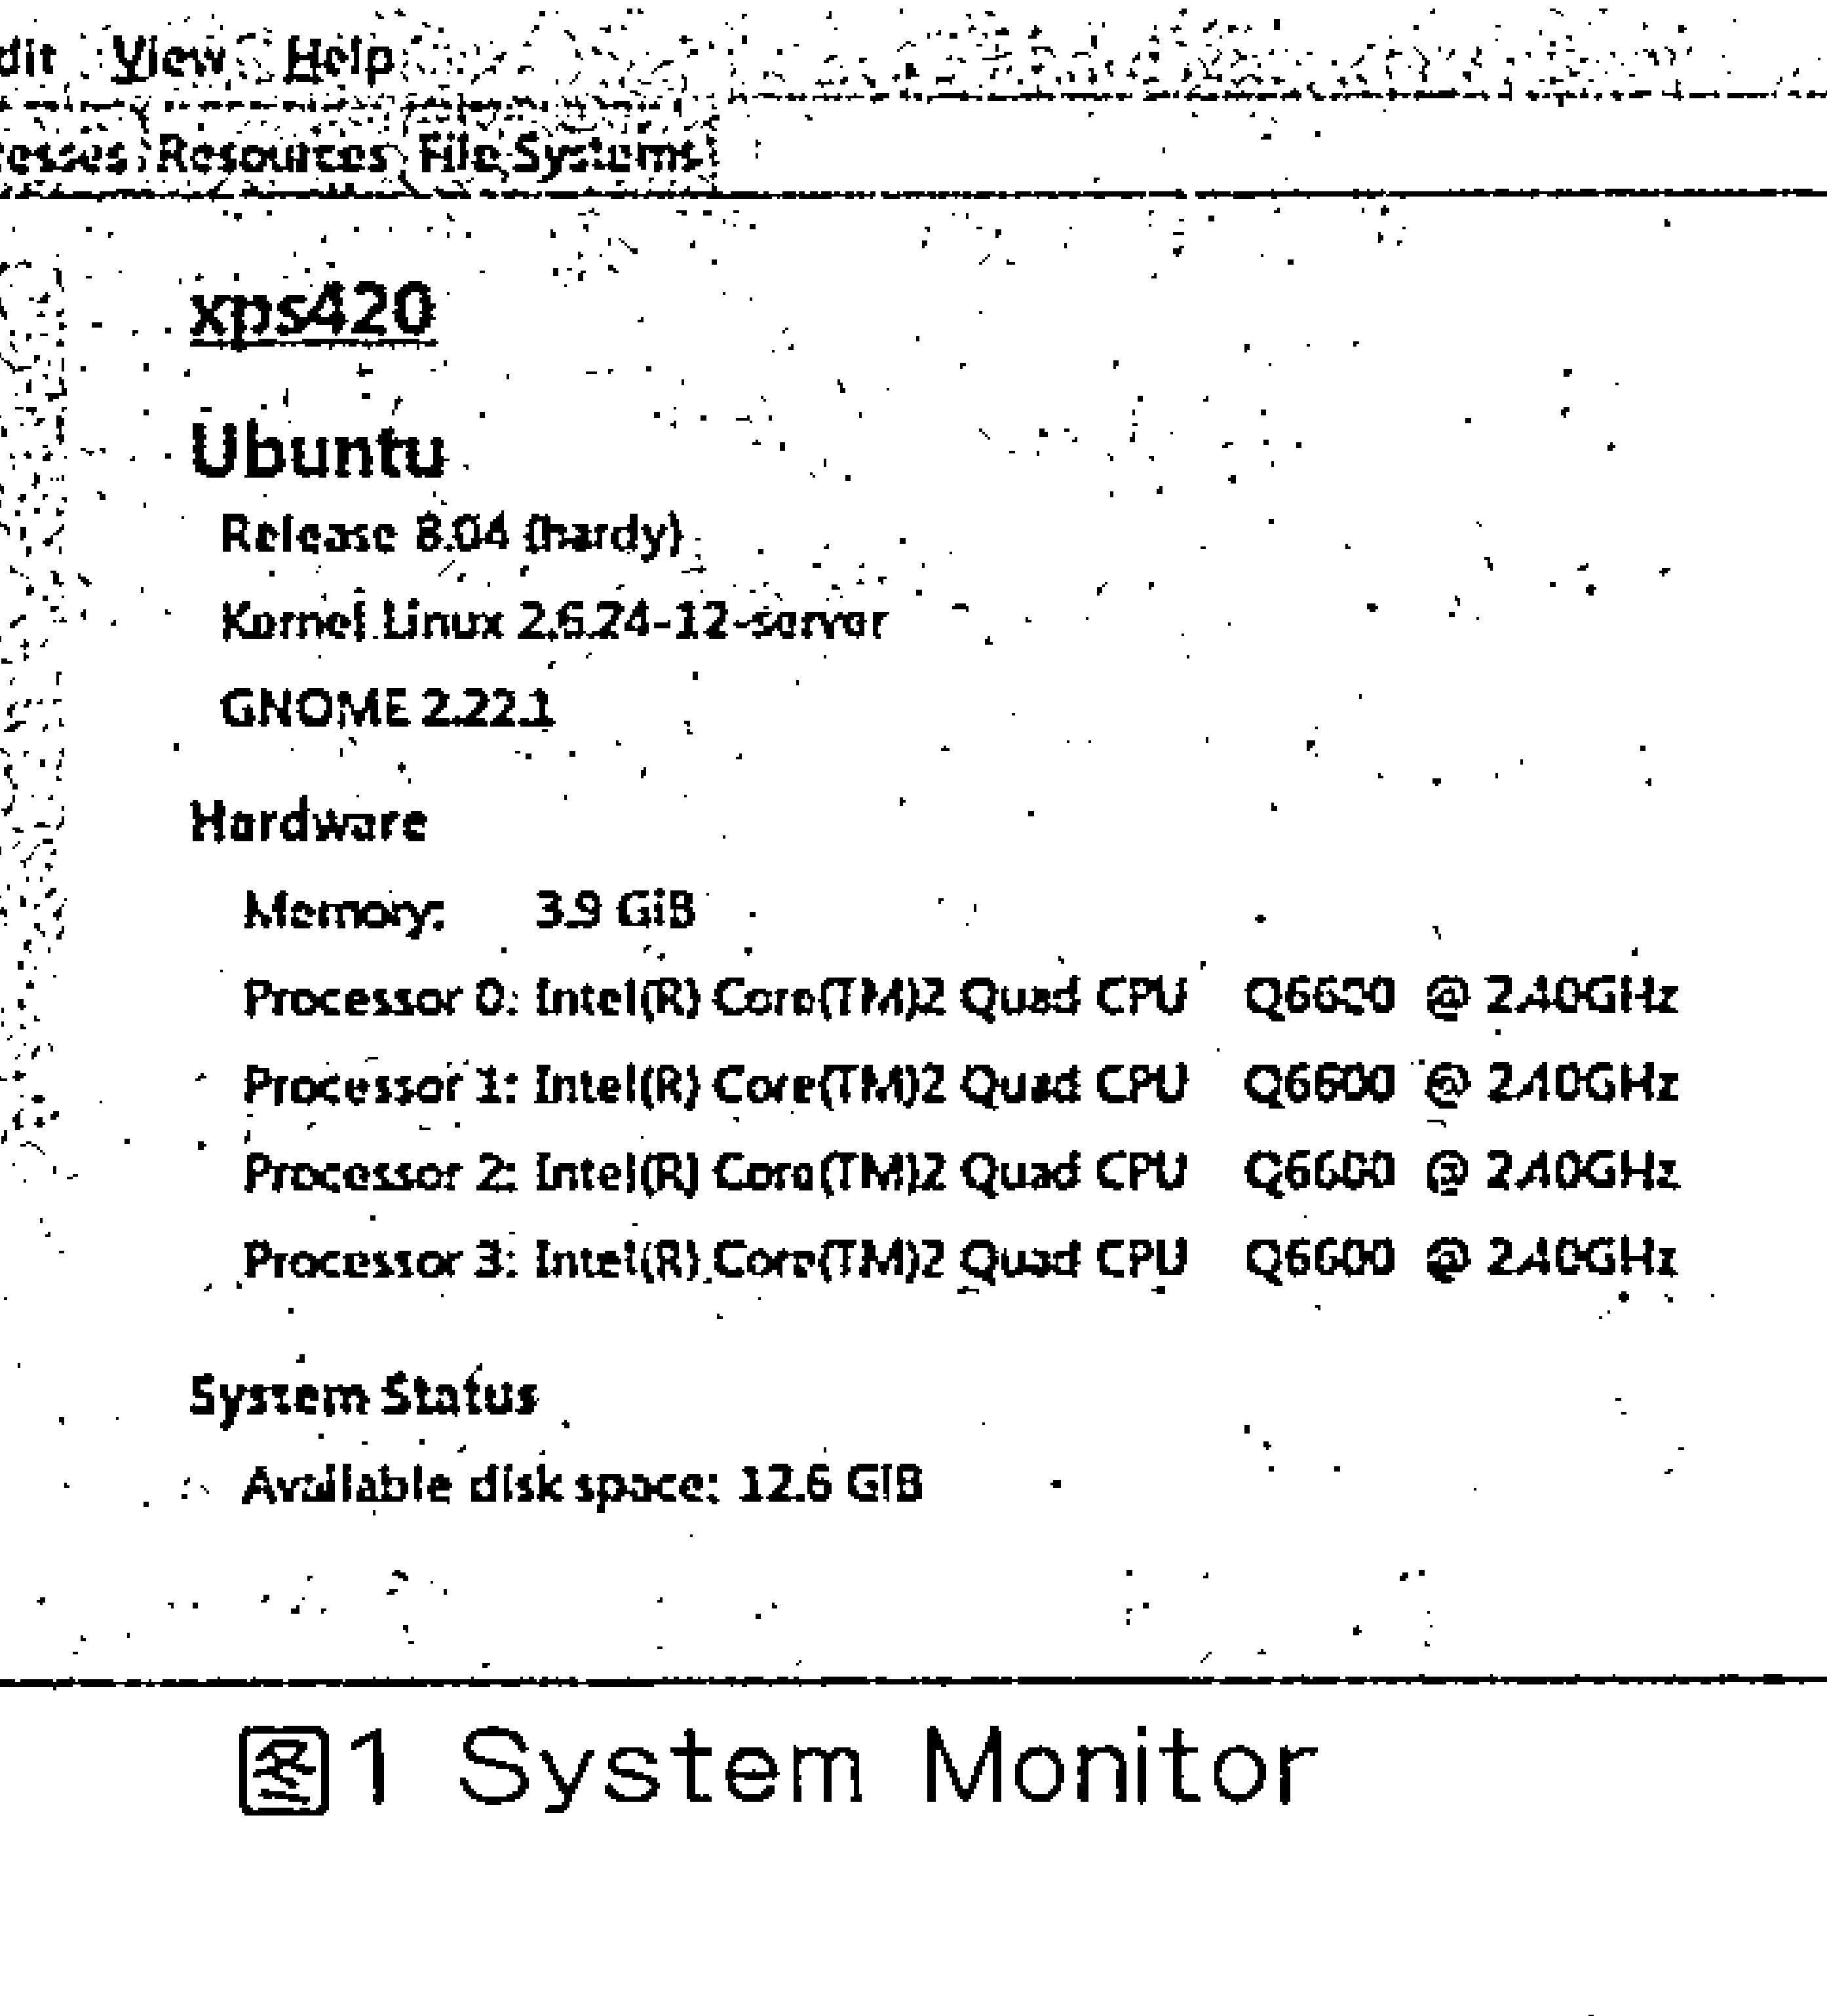 dit View Help
esses Resources File Systems
xps420
Ubuntu
Release 8.04 (hardy)
Kernel Linux 2.6.24-12-server
GNOME 2.22.1
Hardware
Memory: 3.9 GiB
Processor 0: Intel(R) Core(TM)2 Quad CPU Q6600 @ 2.40GHz
Processor 1: Intel(R) Core(TM)2 Quad CPU Q6600 @ 2.40GHz
Processor 2: Intel(R) Core(TM)2 Quad CPU Q6600 @ 2.40GHz
Processor 3: Intel(R) Core(TM)2 Quad CPU Q6600 @ 2.40GHz
System Status
Available disk space: 12.6 GiB
图1 System Monitor